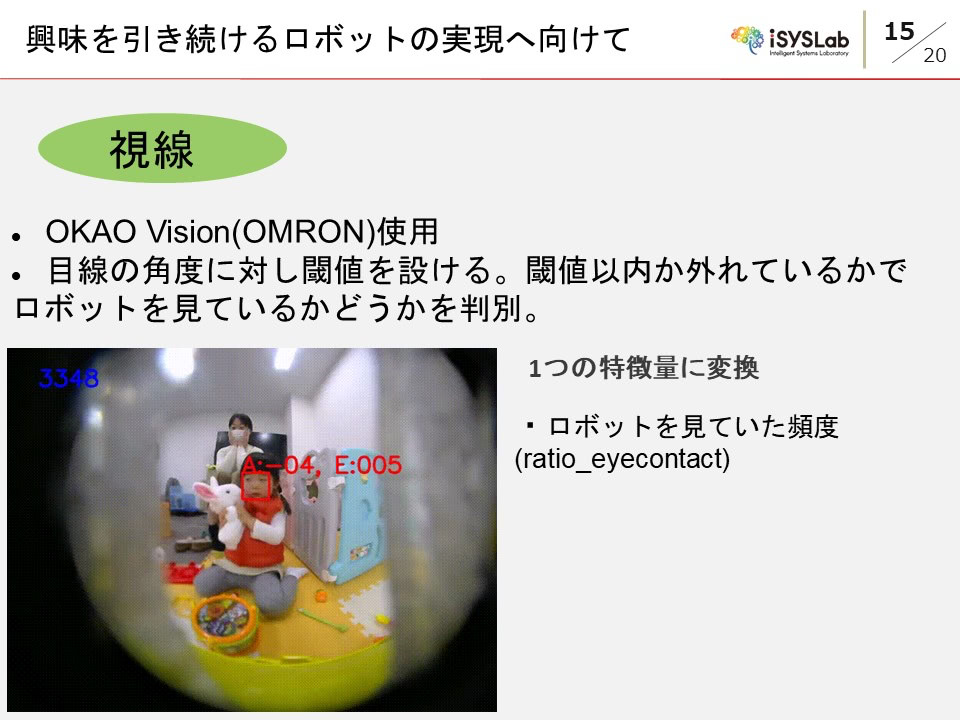 興味を引き続けるロボットの実現へ向けて
iSYSLab
Intelligent Systems Laboratory
15
20
視線
● OKAO Vision(OMRON)使用
● 目線の角度に対し閾値を設ける。閾値以内か外れているかで
ロボットを見ているかどうかを判別。
3348
A:-04, E:005
1つの特徴量に変換
・ロボットを見ていた頻度
(ratio_eyecontact)